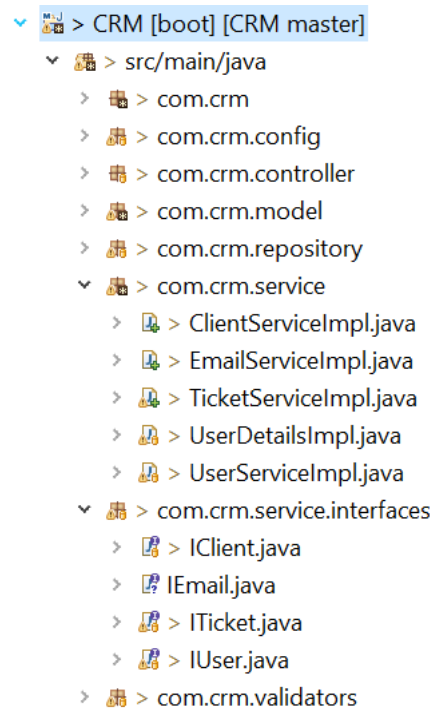 > CRM [boot] [CRM master]
> src/main/java
> com.crm
> com.crm.config
> com.crm.controller
> com.crm.model
> com.crm.repository
> com.crm.service
> ClientServiceImpl.java
> EmailServiceImpl.java
> TicketServiceImpl.java
> UserDetailsImpl.java
> UserServiceImpl.java
> com.crm.service.interfaces
> IClient.java
IEmail.java
> ITicket.java
> IUser.java
> com.crm.validators